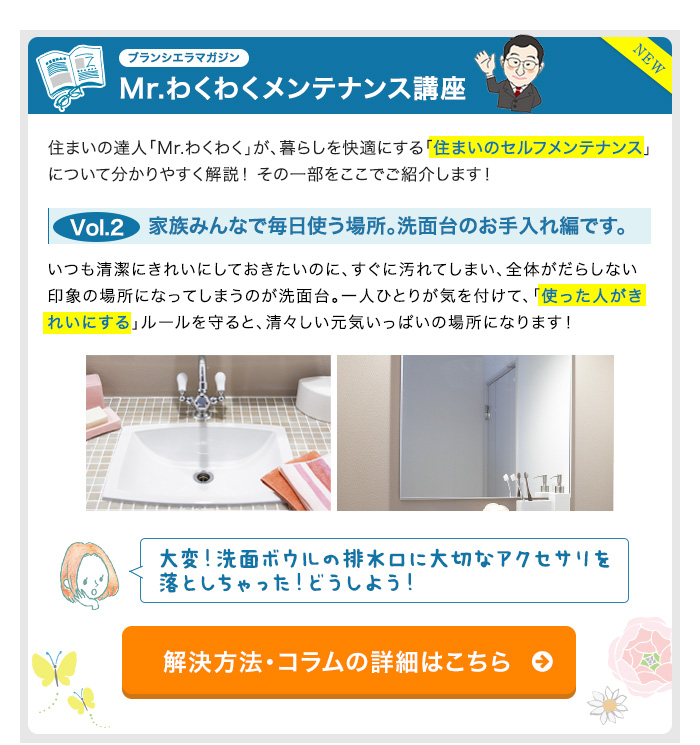 ブランシエラマガジン
Mr.わくわくメンテナンス講座
NEW
住まいの達人「Mr.わくわく」が、暮らしを快適にする「住まいのセルフメンテナンス」
について分かりやすく解説！ その一部をここでご紹介します！
Vol.2 家族みんなで毎日使う場所。洗面台のお手入れ編です。
いつも清潔にきれいにしておきたいのに、すぐに汚れてしまい、全体がだらしない
印象の場所になってしまうのが洗面台。一人ひとりが気を付けて、「使った人がき
れいにする」ルールを守ると、清々しい元気いっぱいの場所になります！
大変！洗面ボウルの排水口に大切なアクセサリを
落としちゃった！どうしよう！
解決方法・コラムの詳細はこちら